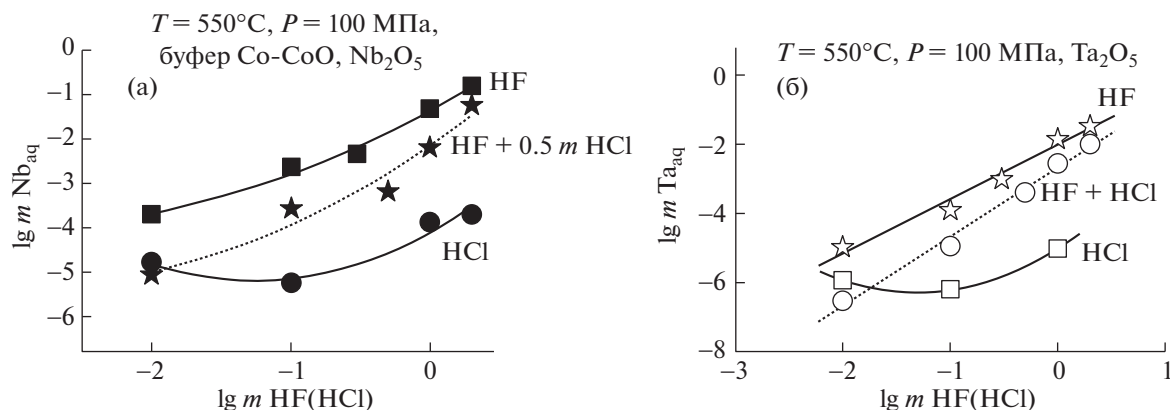 T = 550°C, P = 100 МПа,
буфер Co-CoO, Nb₂O₅
(а)
0
−1
−2
−3
−4
−5
−6
lg m Nb_aq
HF
HF + 0.5 m HCl
HCl
−2
−1
0
lg m HF(HCl)
T = 550°C, P = 100 МПа, Ta₂O₅
(б)
0
−2
−4
−6
−8
lg m Ta_aq
HF
HF + HCl
HCl
−3
−2
−1
0
1
lg m HF(HCl)